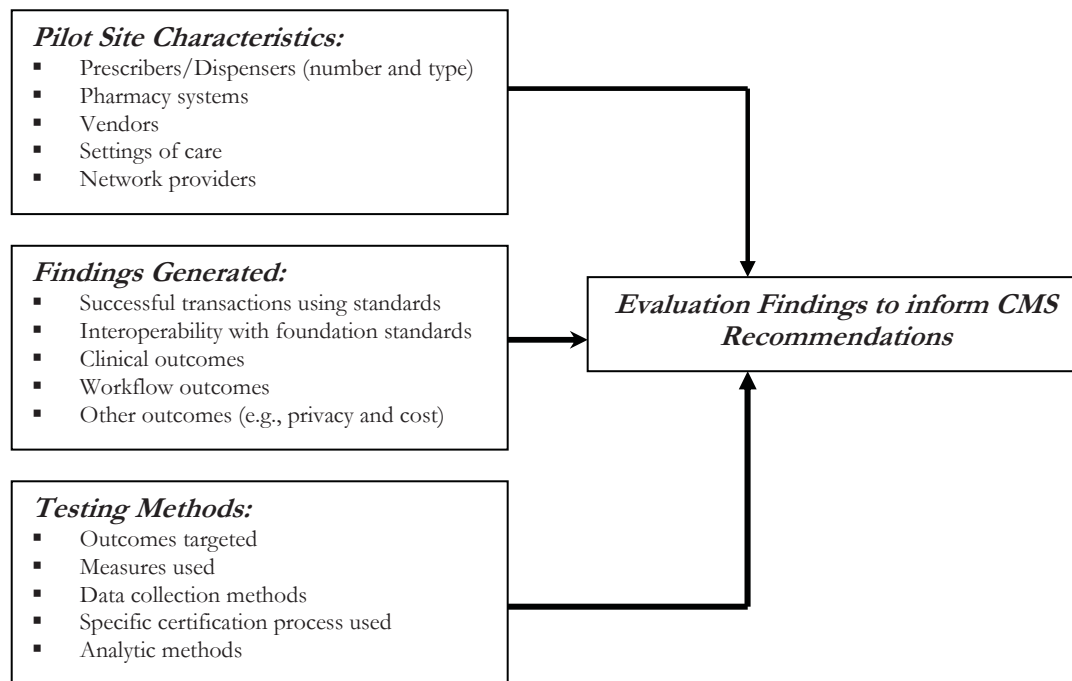 Pilot Site Characteristics:
▪ Prescribers/Dispensers (number and type)
▪ Pharmacy systems
▪ Vendors
▪ Settings of care
▪ Network providers
Findings Generated:
▪ Successful transactions using standards
▪ Interoperability with foundation standards
▪ Clinical outcomes
▪ Workflow outcomes
▪ Other outcomes (e.g., privacy and cost)
Evaluation Findings to inform CMS
Recommendations
Testing Methods:
▪ Outcomes targeted
▪ Measures used
▪ Data collection methods
▪ Specific certification process used
▪ Analytic methods